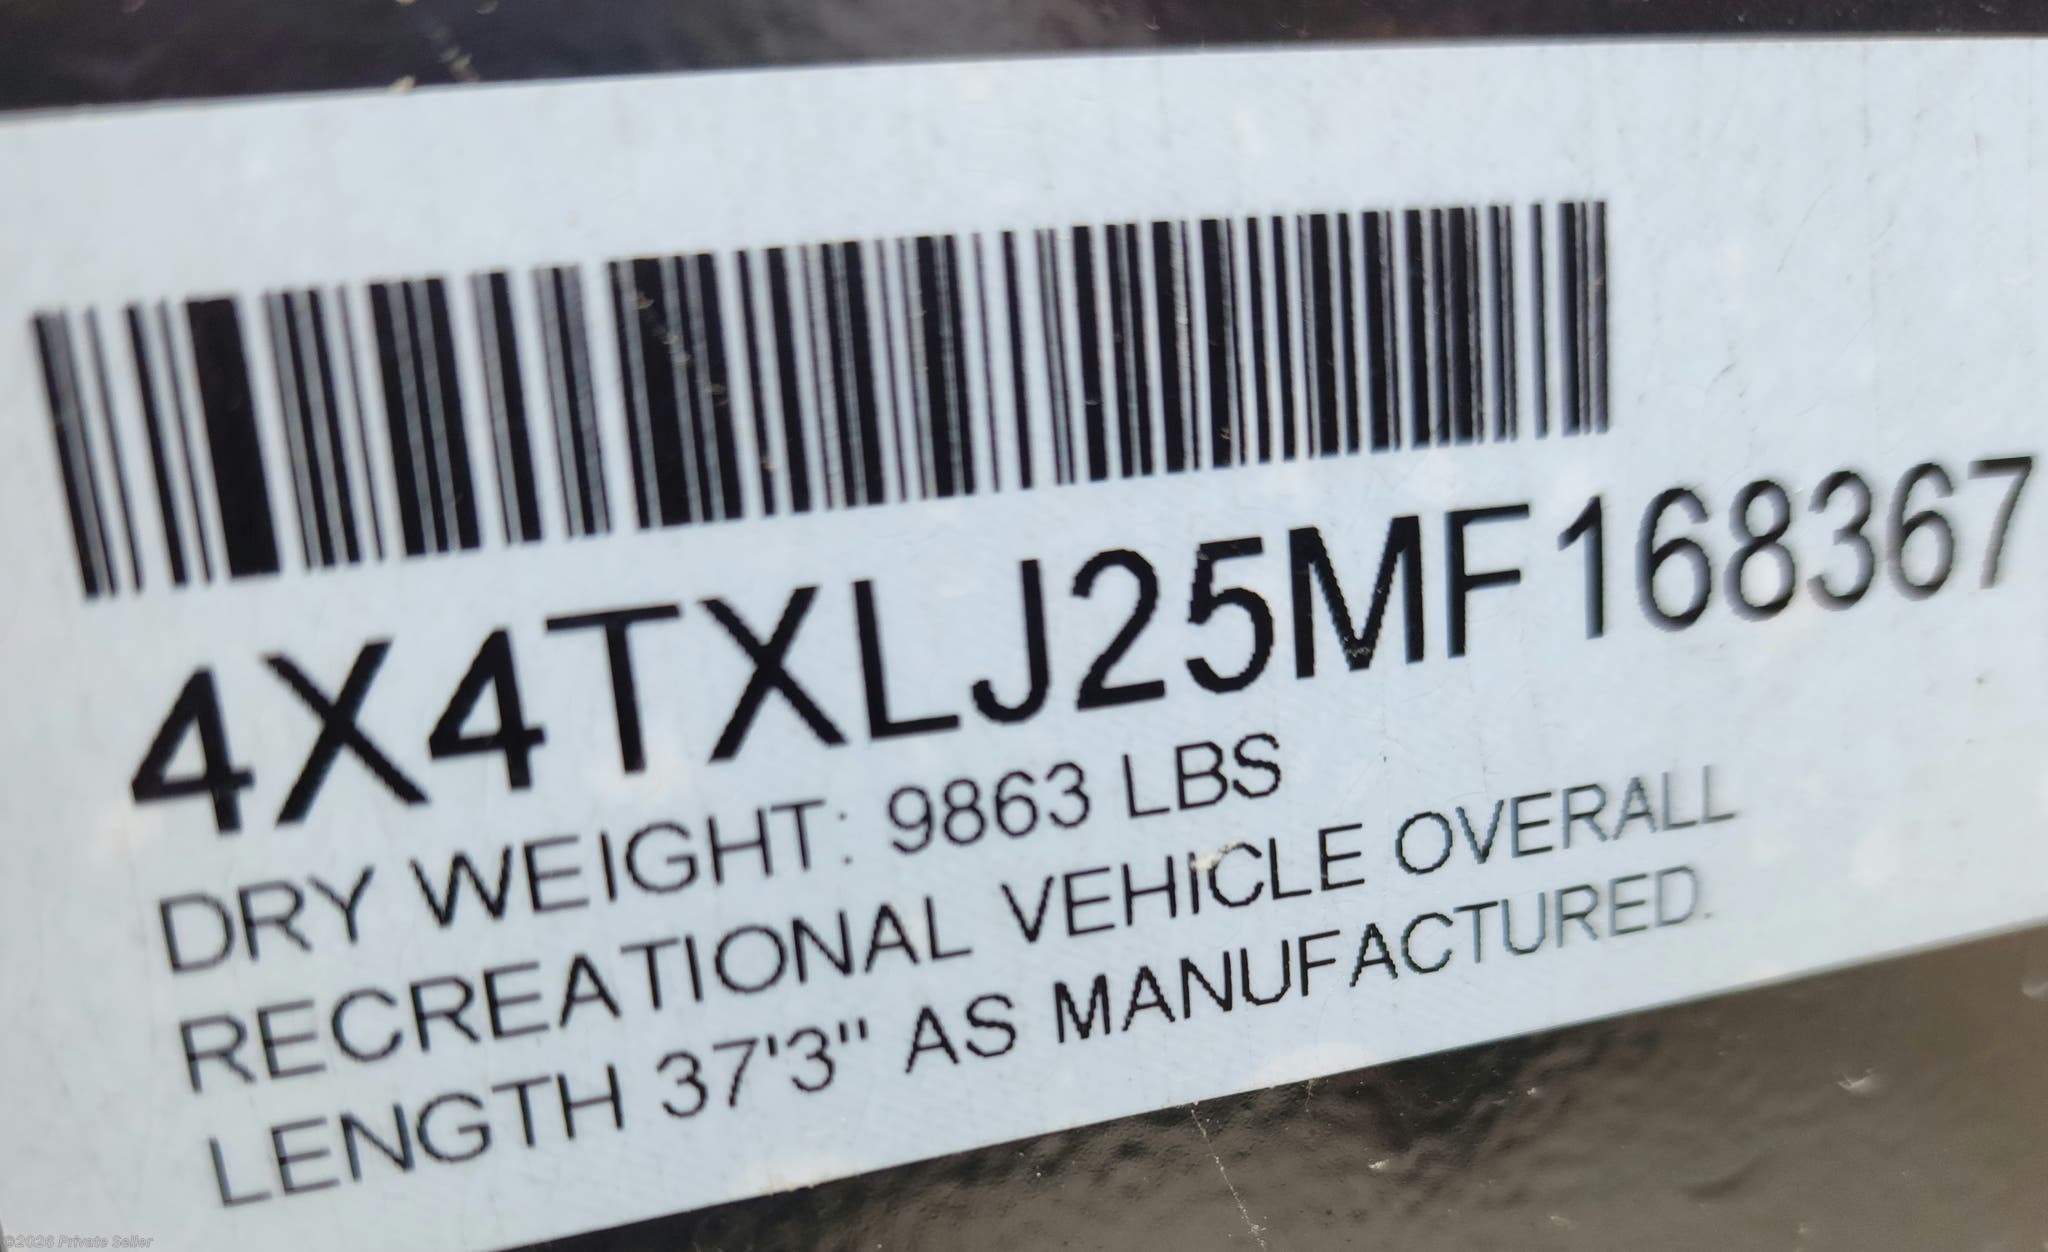 4X4TXLJ25MF168367
DRY WEIGHT: 9863 LBS
RECREATIONAL VEHICLE OVERALL
LENGTH 37'3" AS MANUFACTURED.
©2026 Private Seller